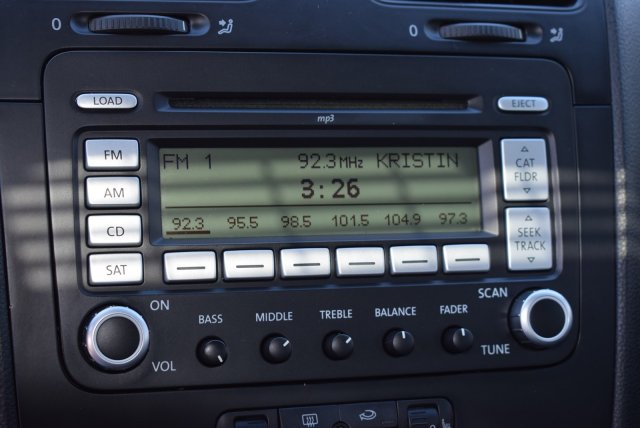 0
0
LOAD
EJECT
mp3
FM
AM
CD
SAT
FM 1 92.3MHz KRISTIN
3:26
92.3 95.5 98.5 101.5 104.9 97.3
CAT
FLDR
SEEK
TRACK
ON
VOL
BASS
MIDDLE
TREBLE
BALANCE
FADER
SCAN
TUNE